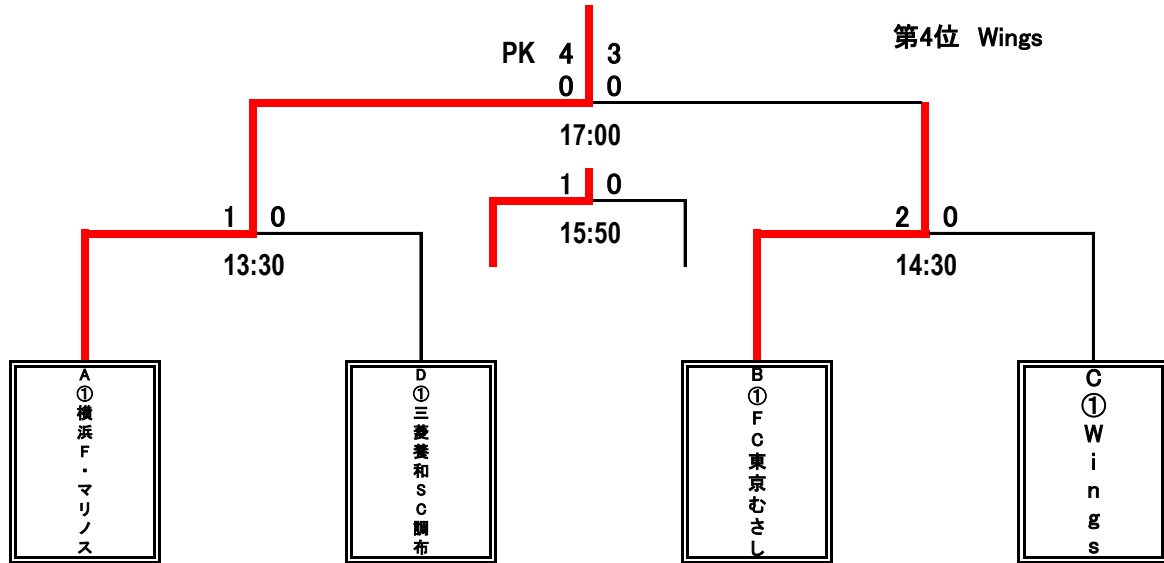 第4位 Wings
PK 4 3
0 0
17:00
1 0
15:50
1 0
13:30
2 0
14:30
A①横浜F・マリノス
D①三菱養和SC調布
B①FC東京むさし
C①Wings